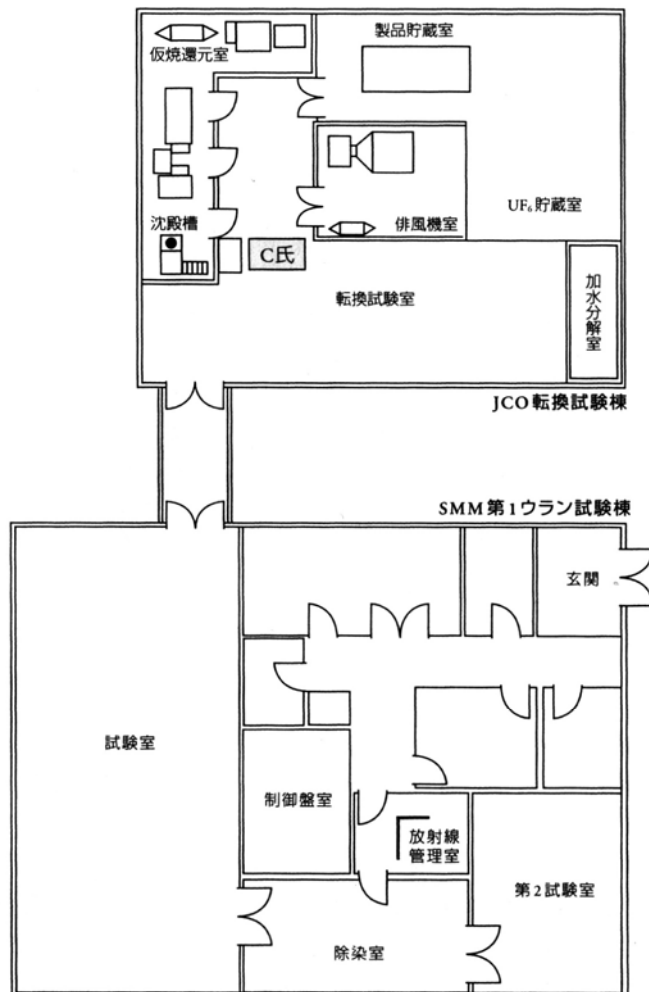 仮焼還元室
製品貯蔵室
沈殿槽
C氏
俳風機室
UF₆貯蔵室
転換試験室
加水分解室
JCO転換試験棟
SMM第1ウラン試験棟
玄関
試験室
制御盤室
放射線
管理室
第2試験室
除染室